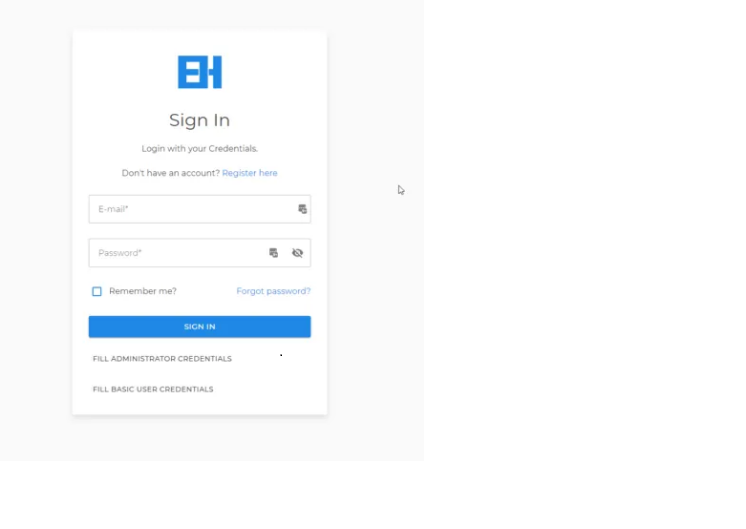 EH
Sign In
Login with your Credentials.
Don't have an account? Register here
E-mail*
Password*
Remember me? Forgot password?
SIGN IN
FILL ADMINISTRATOR CREDENTIALS
FILL BASIC USER CREDENTIALS